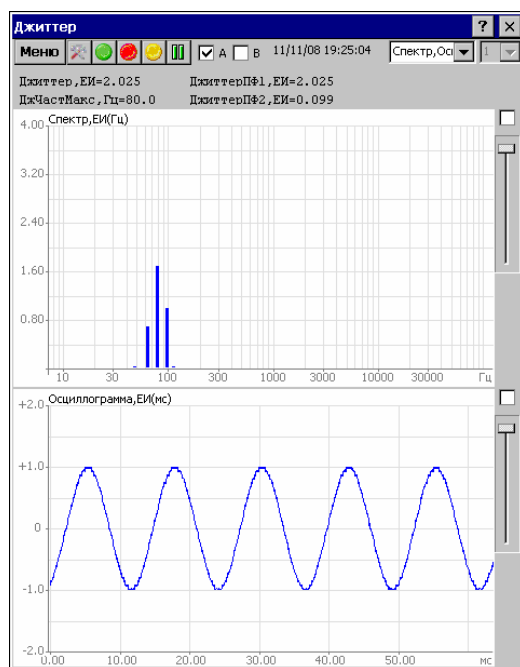 Джиттер ? ×
Меню A B 11/11/08 19:25:04 Спектр,Осц 1
Джиттер,ЕИ=2.025 ДжиттерПФ1,ЕИ=2.025
ДжЧастМакс,Гц=80.0 ДжиттерПФ2,ЕИ=0.099
4.00 Спектр,ЕИ(Гц)
3.20
2.40
1.60
0.80
10 30 100 300 1000 3000 10000 30000 Гц
+2.0 Осциллограмма,ЕИ(мс)
+1.0
0
-1.0
-2.0
0.00 10.00 20.00 30.00 40.00 50.00 мс